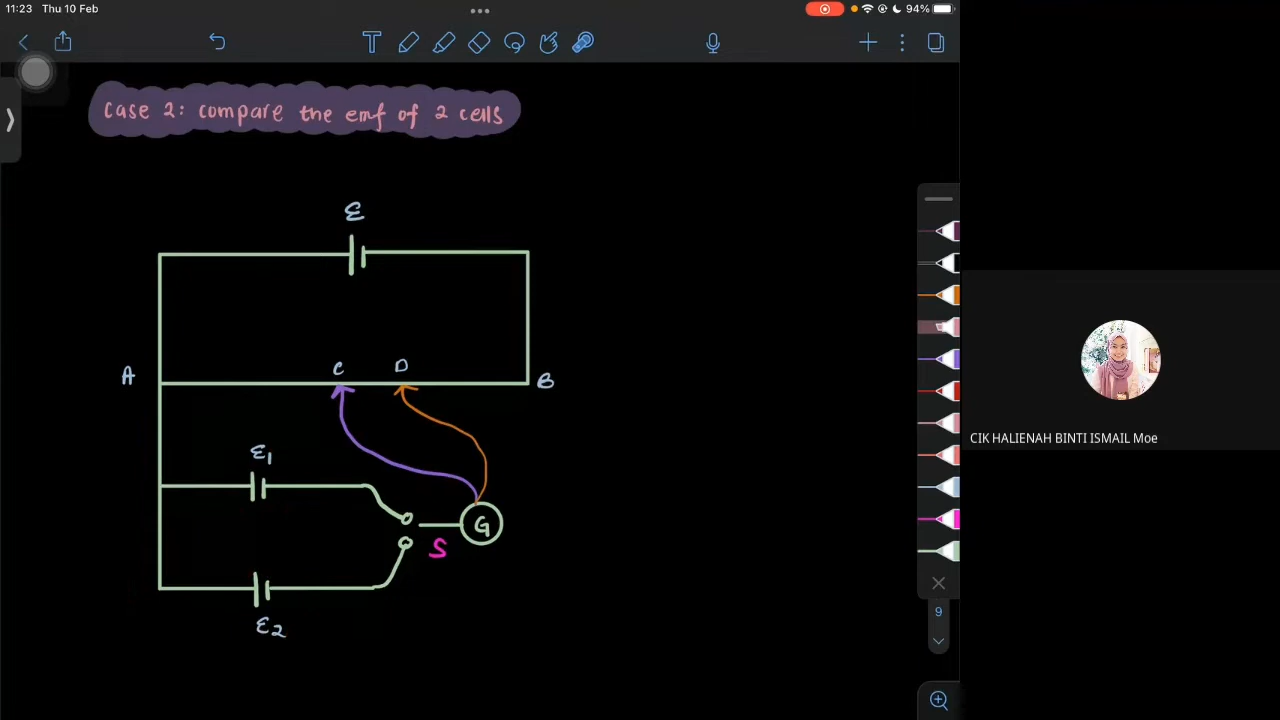 11:23 Thu 10 Feb
94%
T
case 2: compare the emf of 2 cells
ε
A
C
D
B
ε1
G
S
ε2
9
CIK HALIENAH BINTI ISMAIL Moe